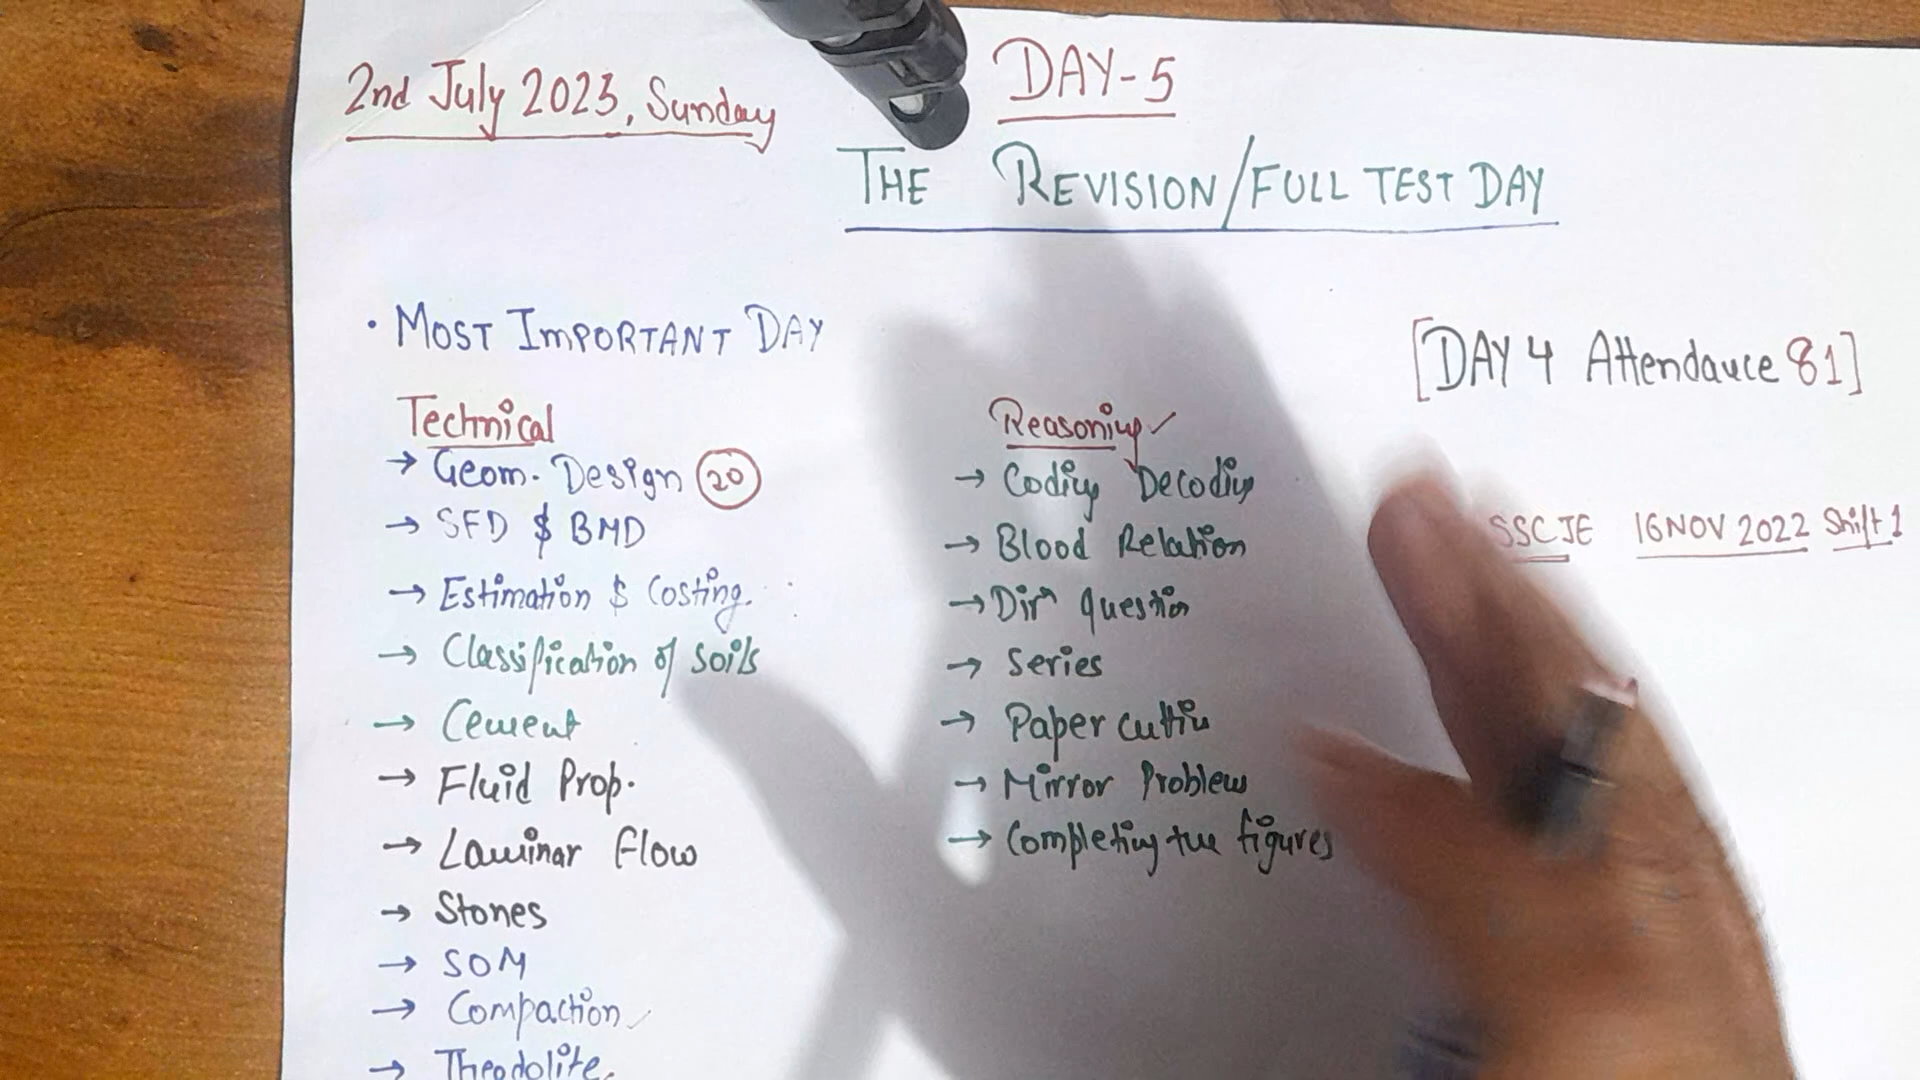 2nd July 2023, Sunday
DAY-5
THE REVISION/FULL TEST DAY
• MOST IMPORTANT DAY
[DAY 4 Attendance 81]
Technical
→ Geom. Design 20
→ SFD $ BMD
→ Estimation $ Costing.
→ Classification of soils
→ Cement
→ Fluid Prop.
→ Laminar flow
→ Stones
→ SOM
→ Compaction
→ Theodolite.
Reasoning ✓
→ Coding Decoding
→ Blood Relation
→ Dirⁿ question
→ Series
→ Paper cuttin
→ Mirror Problem
→ Completing the figures
SSC JE 16 NOV 2022 Shift 1